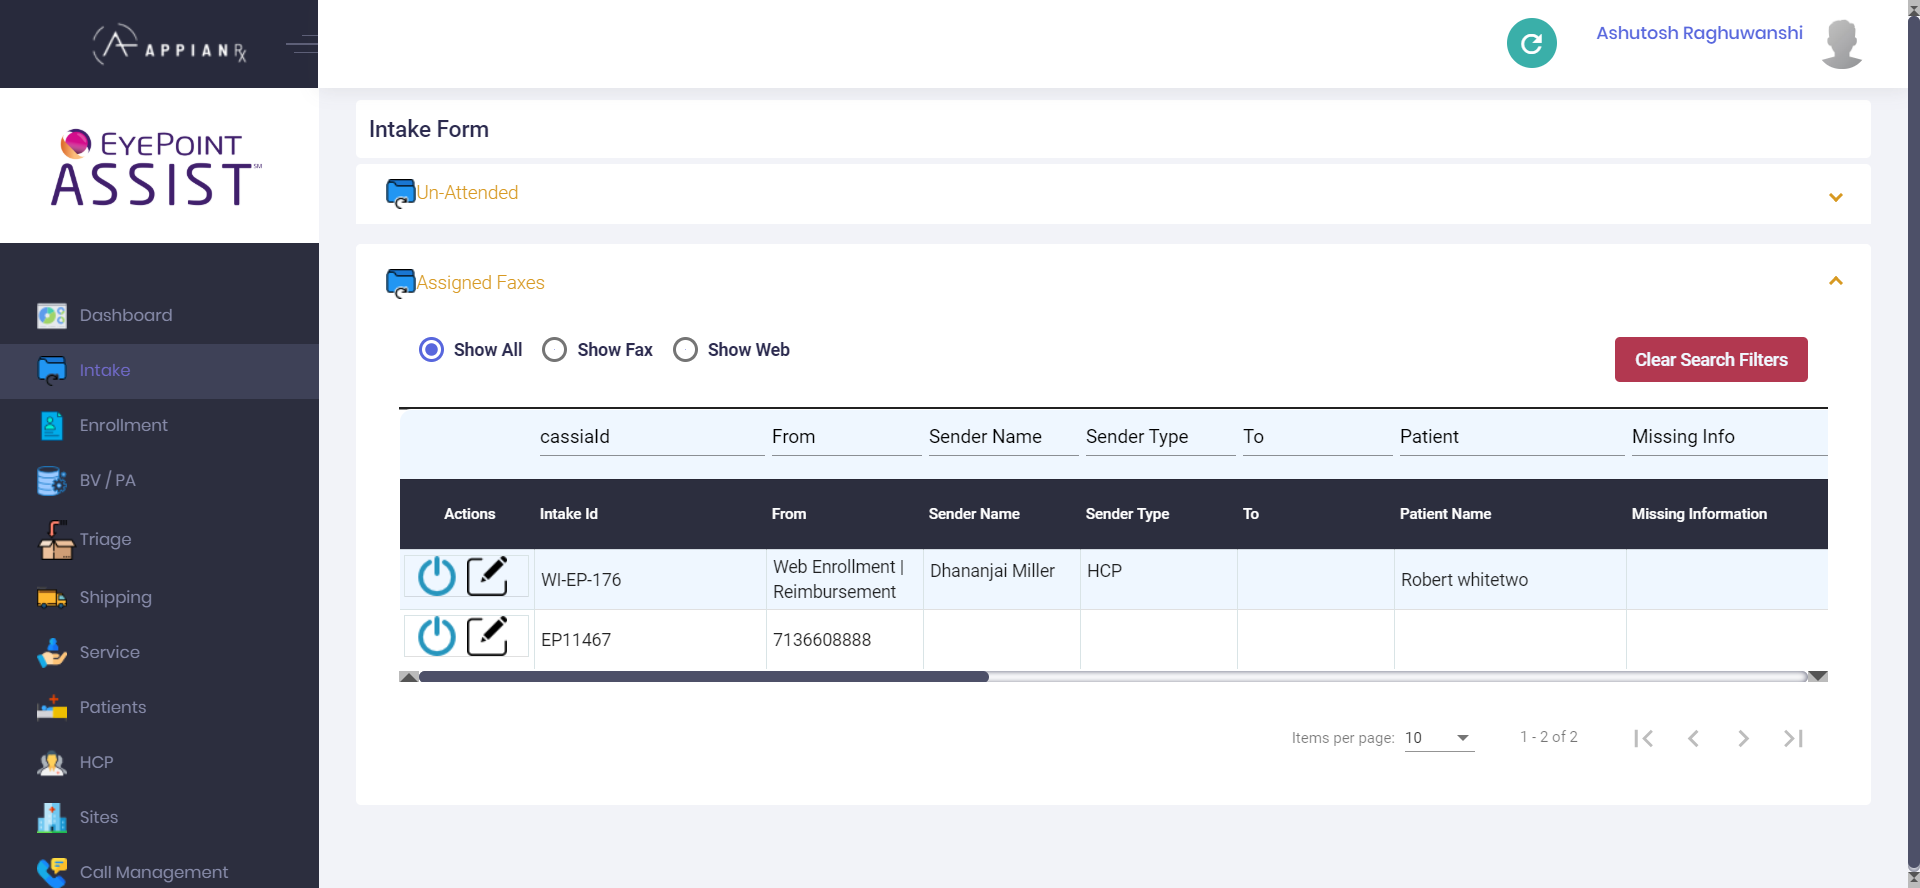 APPIANRx
Ashutosh Raghuwanshi
EYEPOINT
ASSIST SM
Dashboard
Intake
Enrollment
BV / PA
Triage
Shipping
Service
Patients
HCP
Sites
Call Management
Intake Form
Un-Attended
Assigned Faxes
Show All Show Fax Show Web
Clear Search Filters
cassiaId From Sender Name Sender Type To Patient Missing Info
Actions Intake Id From Sender Name Sender Type To Patient Name Missing Information
WI-EP-176 Web Enrollment | Reimbursement Dhananjai Miller HCP Robert whitetwo
EP11467 7136608888
Items per page: 10 1 - 2 of 2